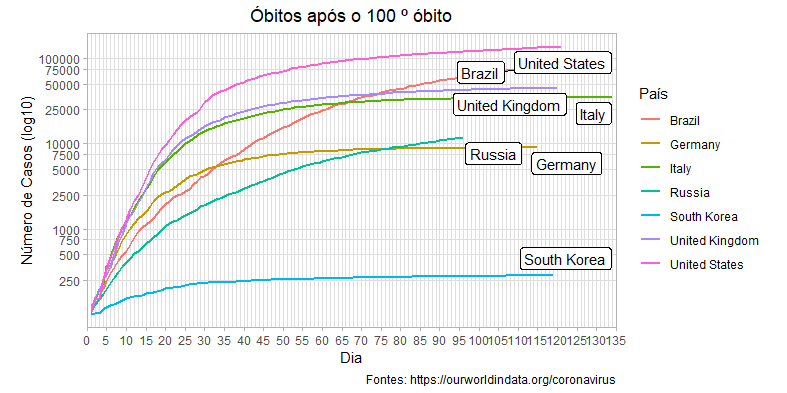 Óbitos após o 100 º óbito
Número de Casos (log10)
100000
75000
50000
25000
10000
7500
5000
2500
1000
750
500
250
United States
Brazil
United Kingdom
Italy
Russia
Germany
South Korea
0 5 10 15 20 25 30 35 40 45 50 55 60 65 70 75 80 85 90 95 100 105 110 115 120 125 130 135
Dia
País
Brazil
Germany
Italy
Russia
South Korea
United Kingdom
United States
Fontes: https://ourworldindata.org/coronavirus